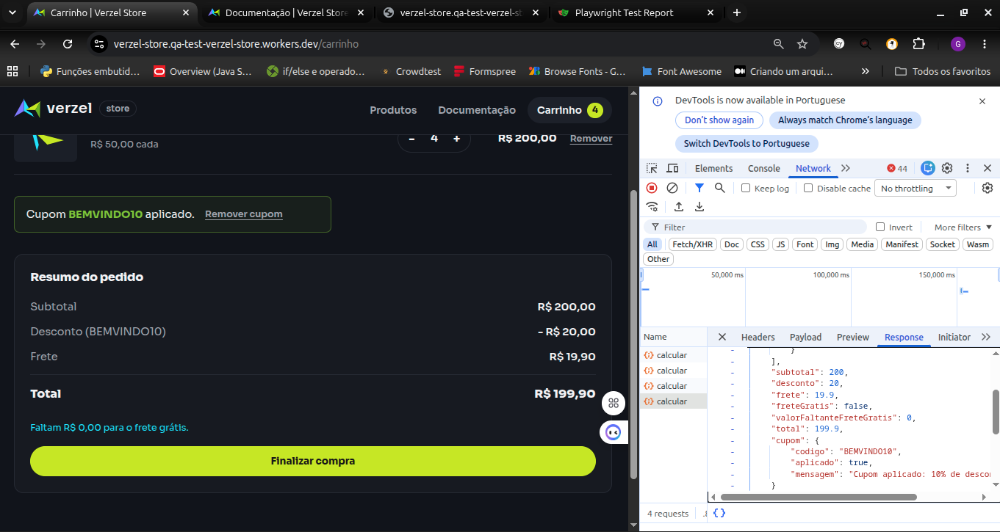 Carrinho | Verzel Store
Documentação | Verzel Store
verzel-store.qa-test-verzel-st
Playwright Test Report
verzel-store.qa-test-verzel-store.workers.dev/carrinho
G
Funções embutid...
Overview (Java S...
if/else e operado...
Crowdtest
Formspree
Browse Fonts - G...
Font Awesome
Criando um arqui...
Todos os favoritos
verzel store
Produtos
Documentação
Carrinho 4
R$ 50,00 cada
- 4 +
R$ 200,00
Remover
Cupom BEMVINDO10 aplicado. Remover cupom
Resumo do pedido
Subtotal R$ 200,00
Desconto (BEMVINDO10) - R$ 20,00
Frete R$ 19,90
Total R$ 199,90
Faltam R$ 0,00 para o frete grátis.
Finalizar compra
DevTools is now available in Portuguese
Don't show again
Always match Chrome's language
Switch DevTools to Portuguese
Elements Console Network 44
Keep log Disable cache No throttling
Filter Invert More filters
All Fetch/XHR Doc CSS JS Font Img Media Manifest Socket Wasm
Other
50,000 ms 100,000 ms 150,000 ms
Name
Headers Payload Preview Response Initiator
calcular
calcular
calcular
calcular
- }
- ],
- "subtotal": 200,
- "desconto": 20,
- "frete": 19.9,
- "freteGratis": false,
- "valorFaltanteFreteGratis": 0,
- "total": 199.9,
- "cupom": {
- "codigo": "BEMVINDO10",
- "aplicado": true,
- "mensagem": "Cupom aplicado: 10% de descon
- }
4 requests
{}